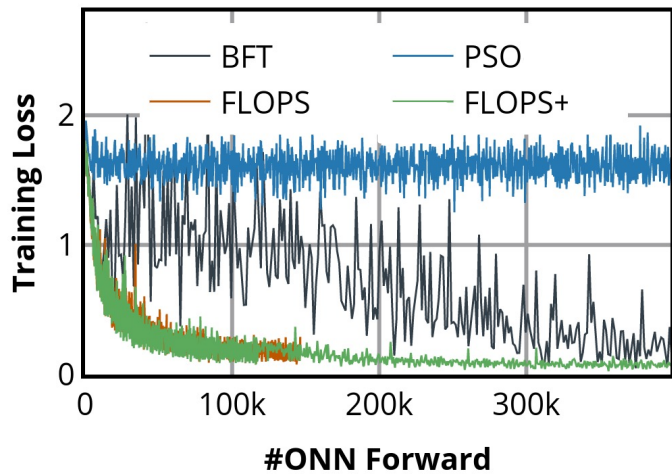 BFT
PSO
FLOPS
FLOPS+
Training Loss
2
1
0
0
100k
200k
300k
#ONN Forward